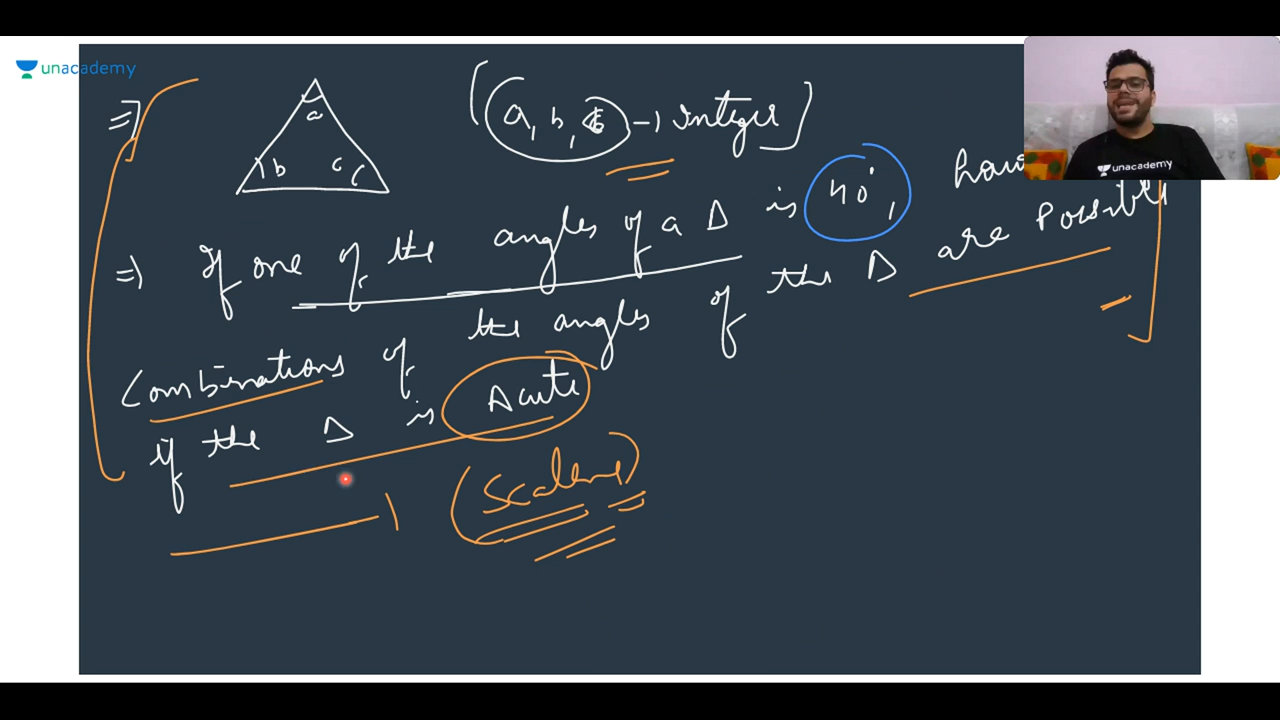 unacademy
⇒
a
b c
(a, b, c → integer)
unacademy
⇒ If one of the angles of a Δ is 40°,
Combinations of the angles of the Δ are Possible
if the Δ is Acute
(Scalene)